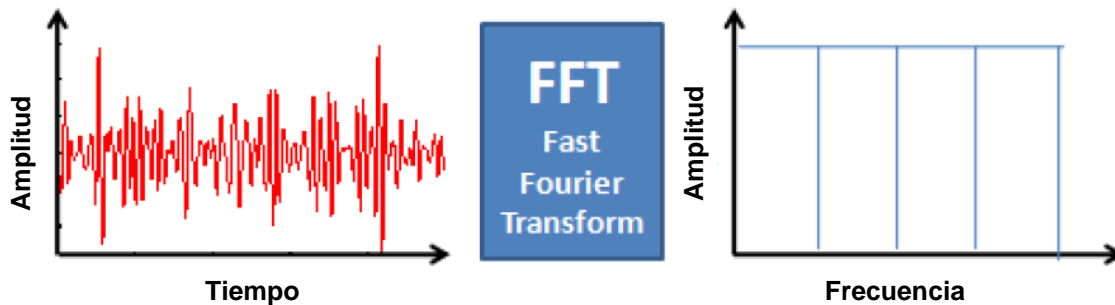 Amplitud
Tiempo
FFT
Fast
Fourier
Transform
Amplitud
Frecuencia